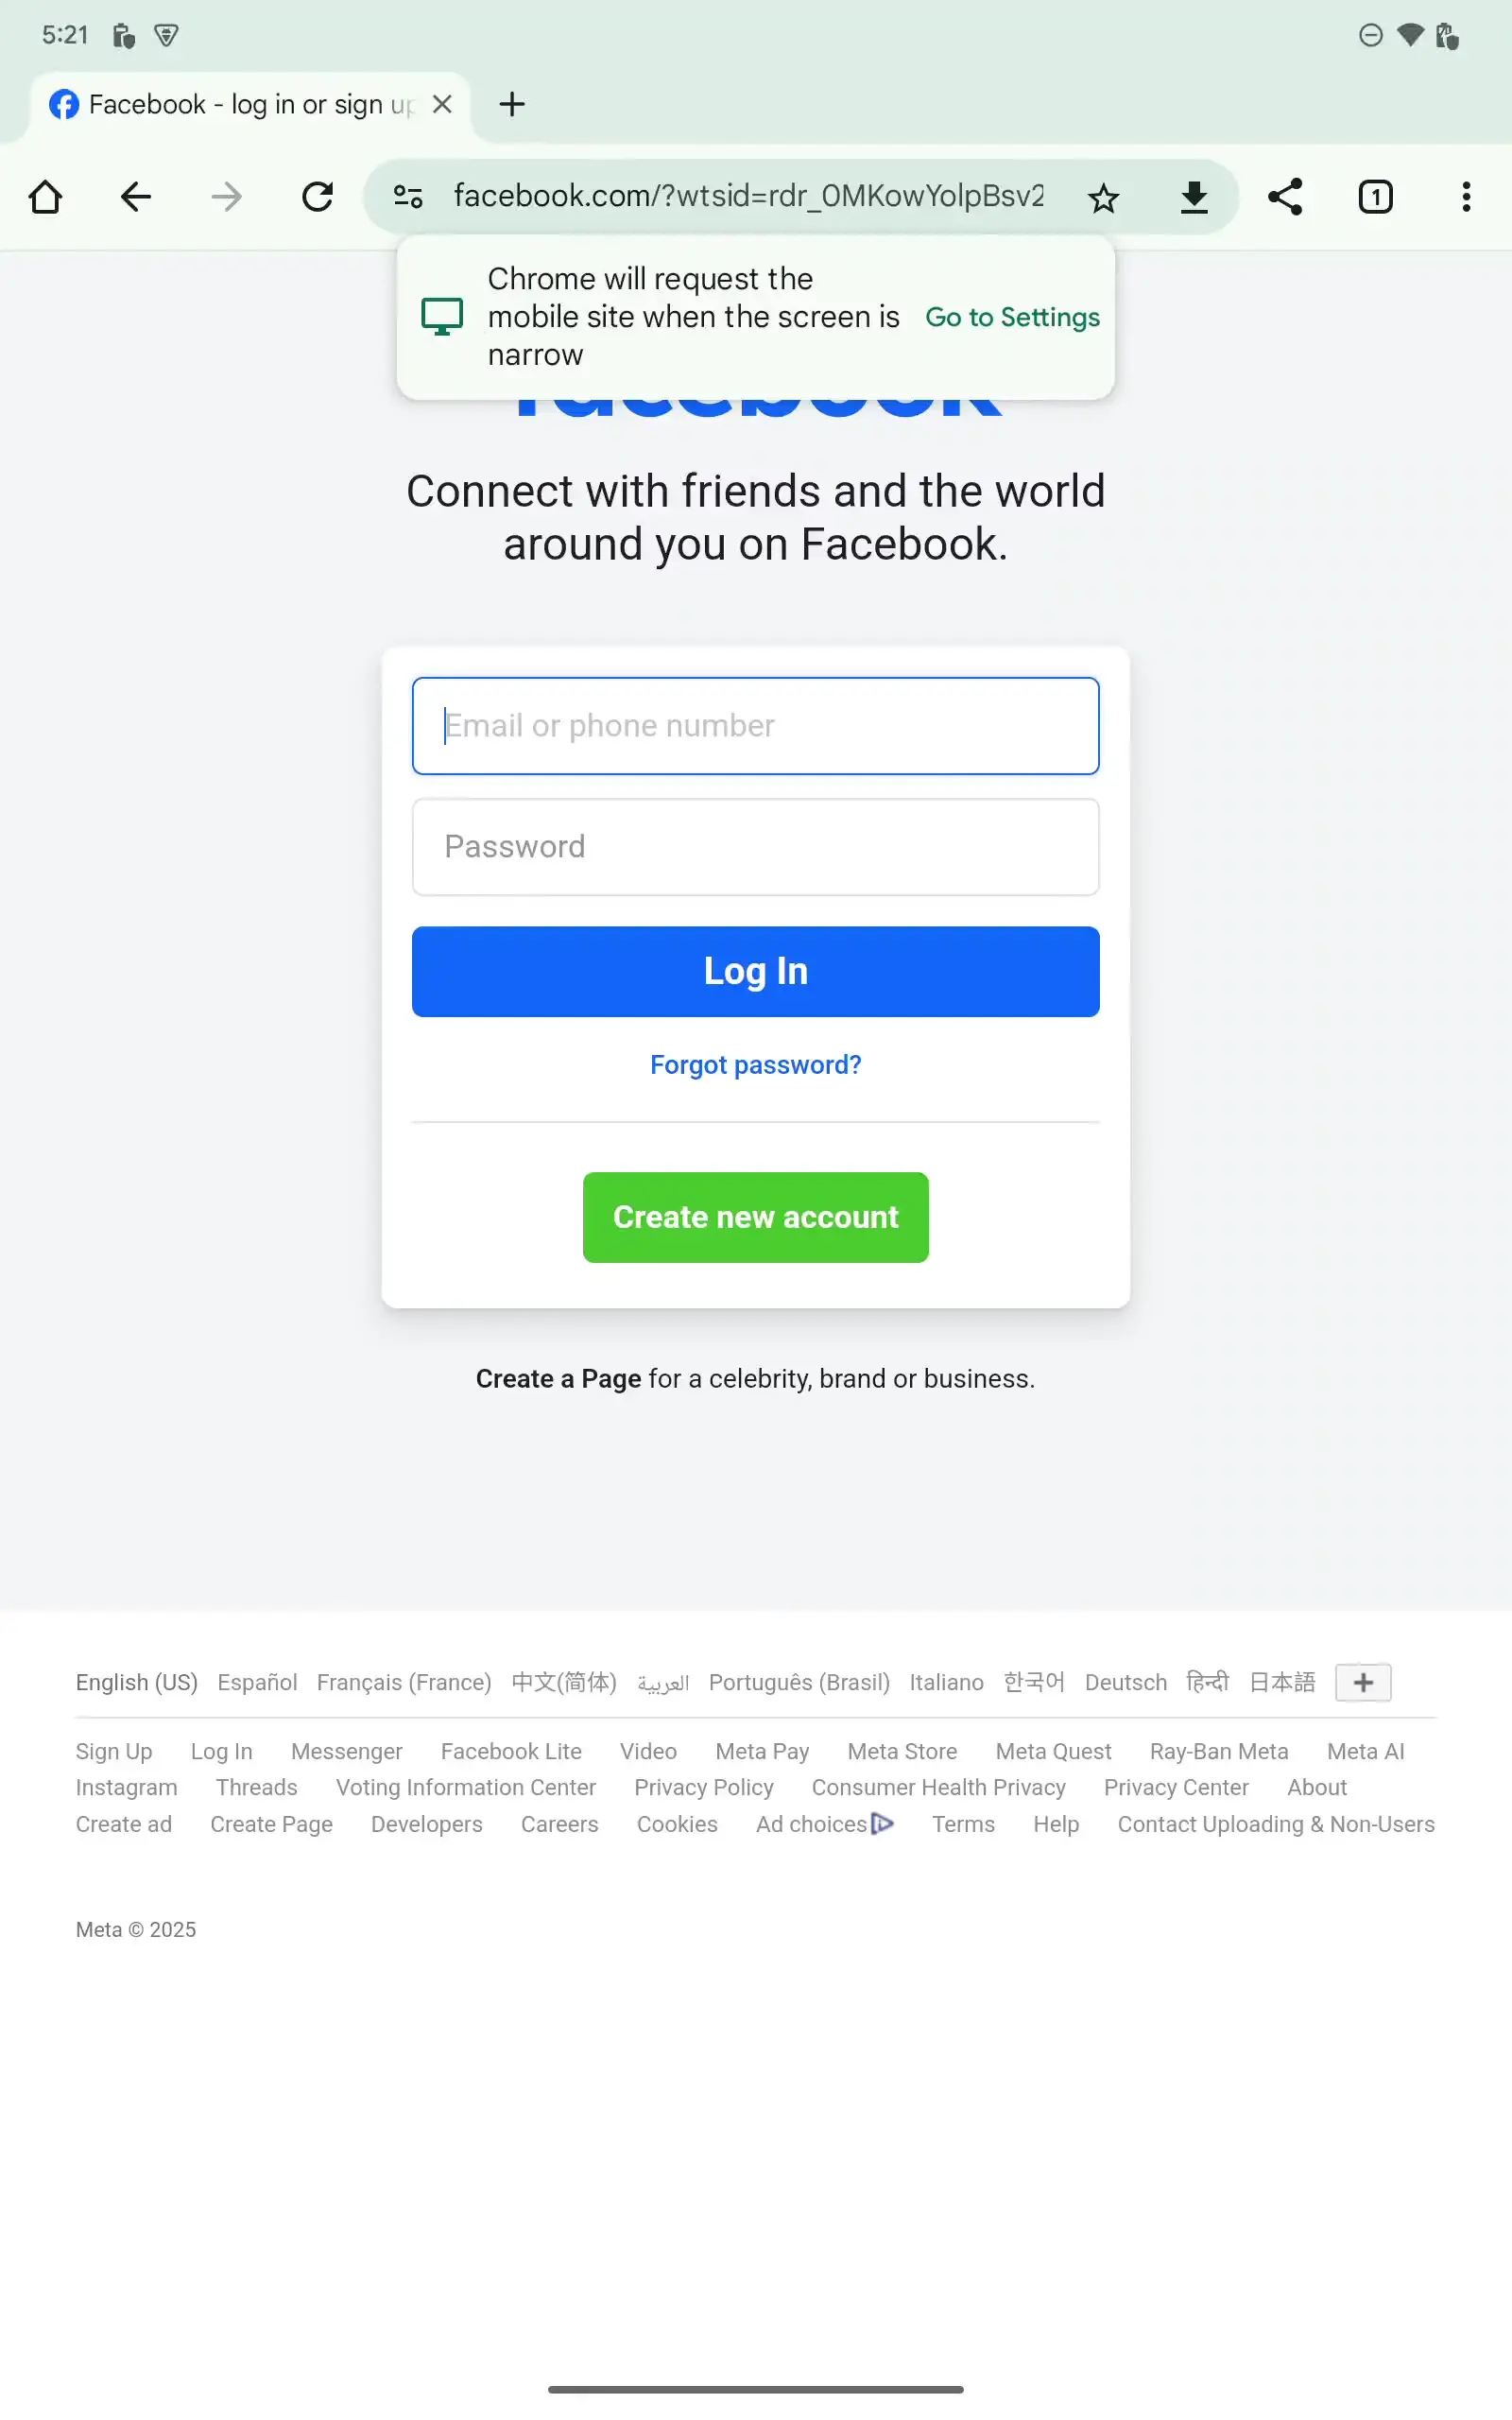 5:21
Facebook - log in or sign up
facebook.com/?wtsid=rdr_0MKowYolpBsv2
1
Chrome will request the
mobile site when the screen is
narrow
Go to Settings
facebook
Connect with friends and the world
around you on Facebook.
Email or phone number
Password
Log In
Forgot password?
Create new account
Create a Page for a celebrity, brand or business.
English (US) Español Français (France) 中文(简体) العربية Português (Brasil) Italiano 한국어 Deutsch हिन्दी 日本語 +
Sign Up Log In Messenger Facebook Lite Video Meta Pay Meta Store Meta Quest Ray-Ban Meta Meta AI
Instagram Threads Voting Information Center Privacy Policy Consumer Health Privacy Privacy Center About
Create ad Create Page Developers Careers Cookies Ad choices Terms Help Contact Uploading & Non-Users
Meta © 2025